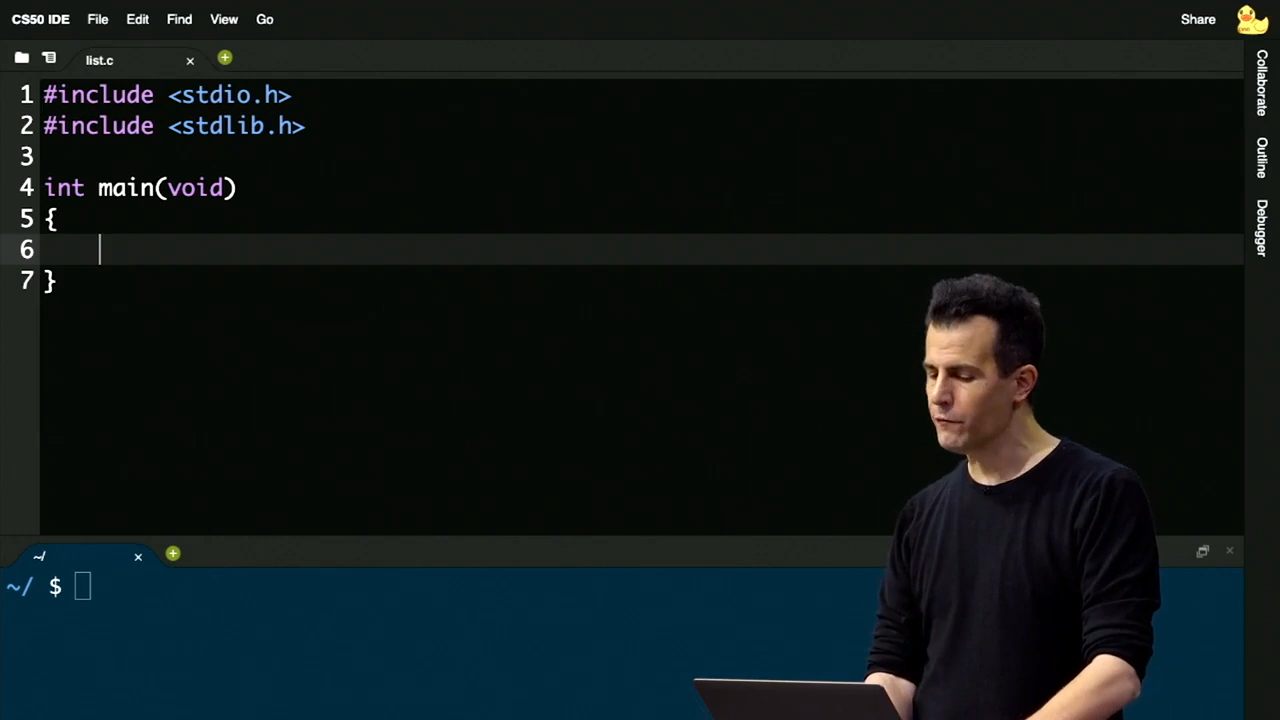 CS50 IDE File Edit Find View Go Share
list.c
1 #include <stdio.h>
2 #include <stdlib.h>
3
4 int main(void)
5 {
6
7 }
~/
~/ $
Collaborate
Outline
Debugger